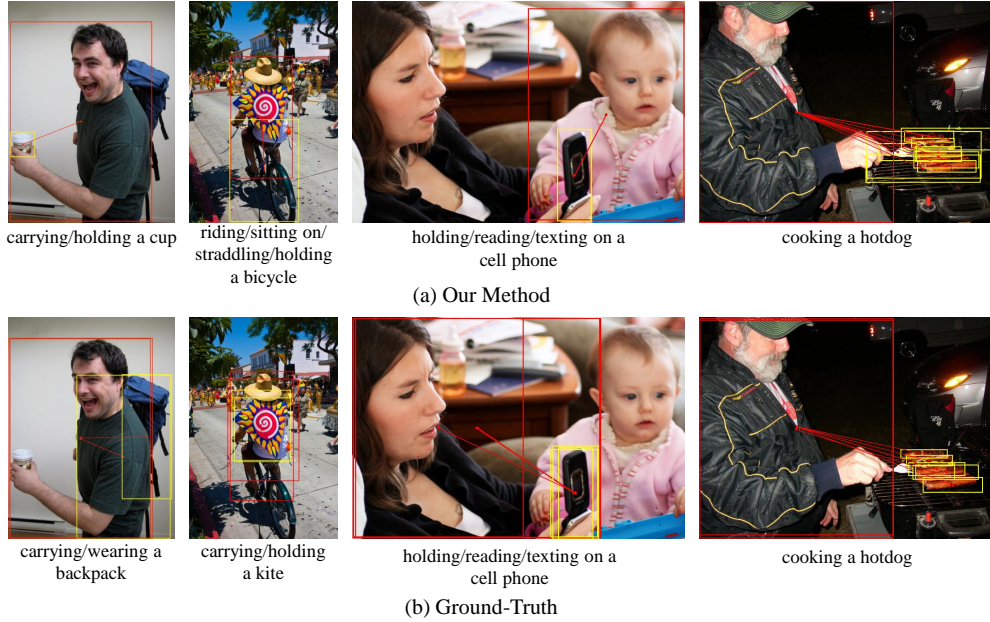 carrying/holding a cup
riding/sitting on/
straddling/holding
a bicycle
holding/reading/texting on a
cell phone
cooking a hotdog
(a) Our Method
carrying/wearing a
backpack
carrying/holding
a kite
holding/reading/texting on a
cell phone
cooking a hotdog
(b) Ground-Truth